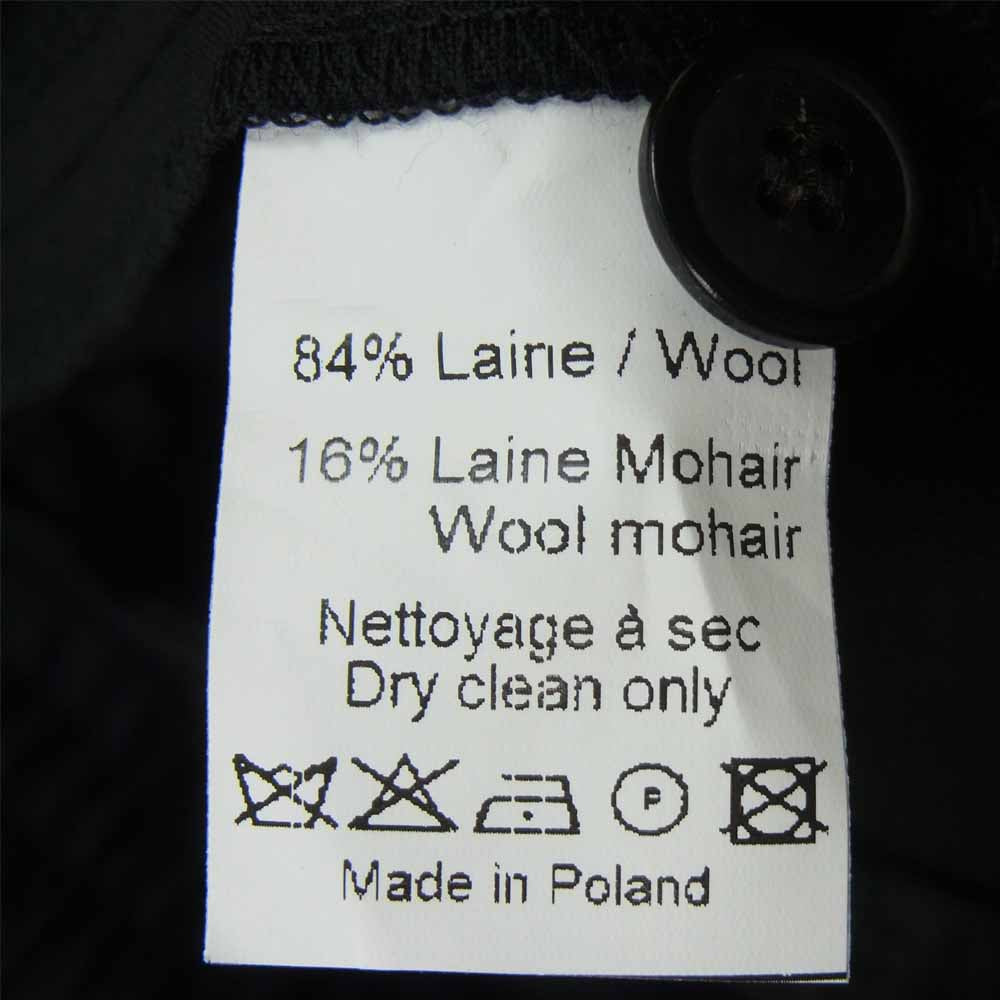 84% Laine / Wool
16% Laine Mohair
Wool mohair
Nettoyage à sec
Dry clean only
P
Made in Poland